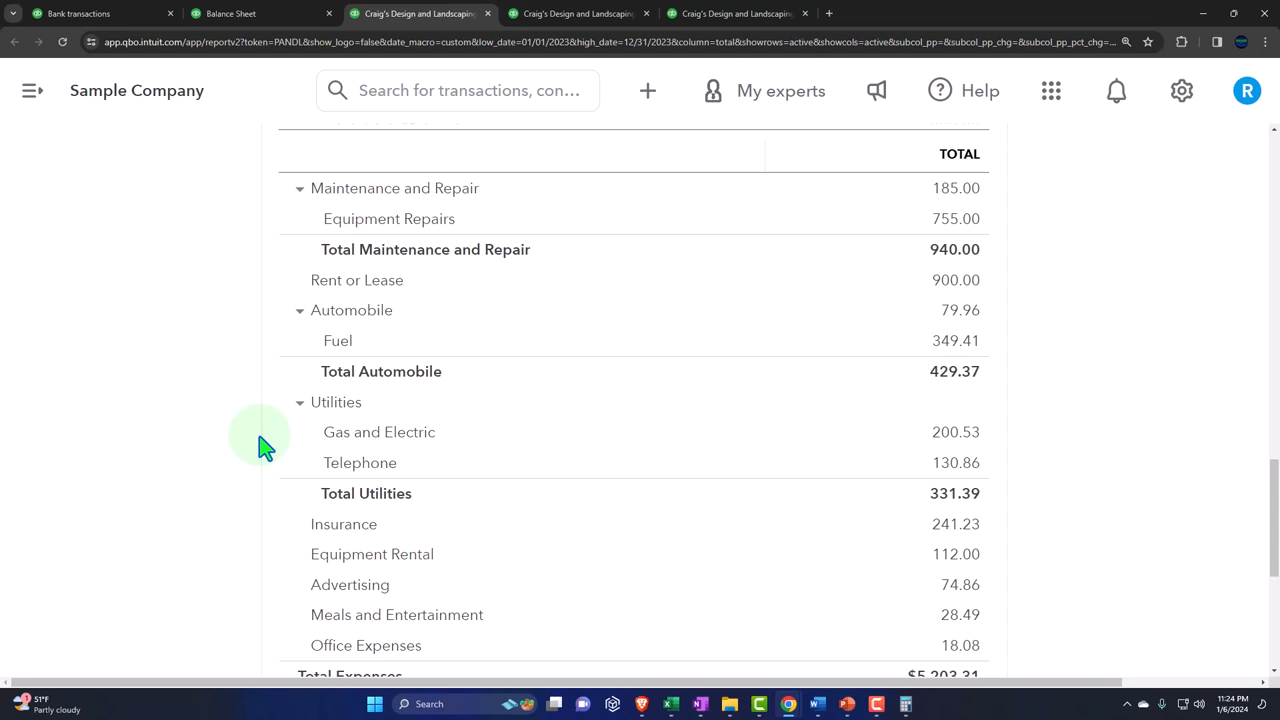 Bank transactions
Balance Sheet
Craig's Design and Landscaping
Craig's Design and Landscaping
Craig's Design and Landscaping
app.qbo.intuit.com/app/reportv2?token=PANDL&show_logo=false&date_macro=custom&low_date=01/01/2023&high_date=12/31/2023&column=total&showrows=active&showcols=active&subcol_pp=&subcol_pp_chg=&subcol_pp_pct_chg=...
Sample Company
Search for transactions, con...
My experts
Help
R
TOTAL
Maintenance and Repair 185.00
Equipment Repairs 755.00
Total Maintenance and Repair 940.00
Rent or Lease 900.00
Automobile 79.96
Fuel 349.41
Total Automobile 429.37
Utilities
Gas and Electric 200.53
Telephone 130.86
Total Utilities 331.39
Insurance 241.23
Equipment Rental 112.00
Advertising 74.86
Meals and Entertainment 28.49
Office Expenses 18.08
Total Expenses $5,203.31
51°F
Partly cloudy
Search
11:24 PM
1/6/2024